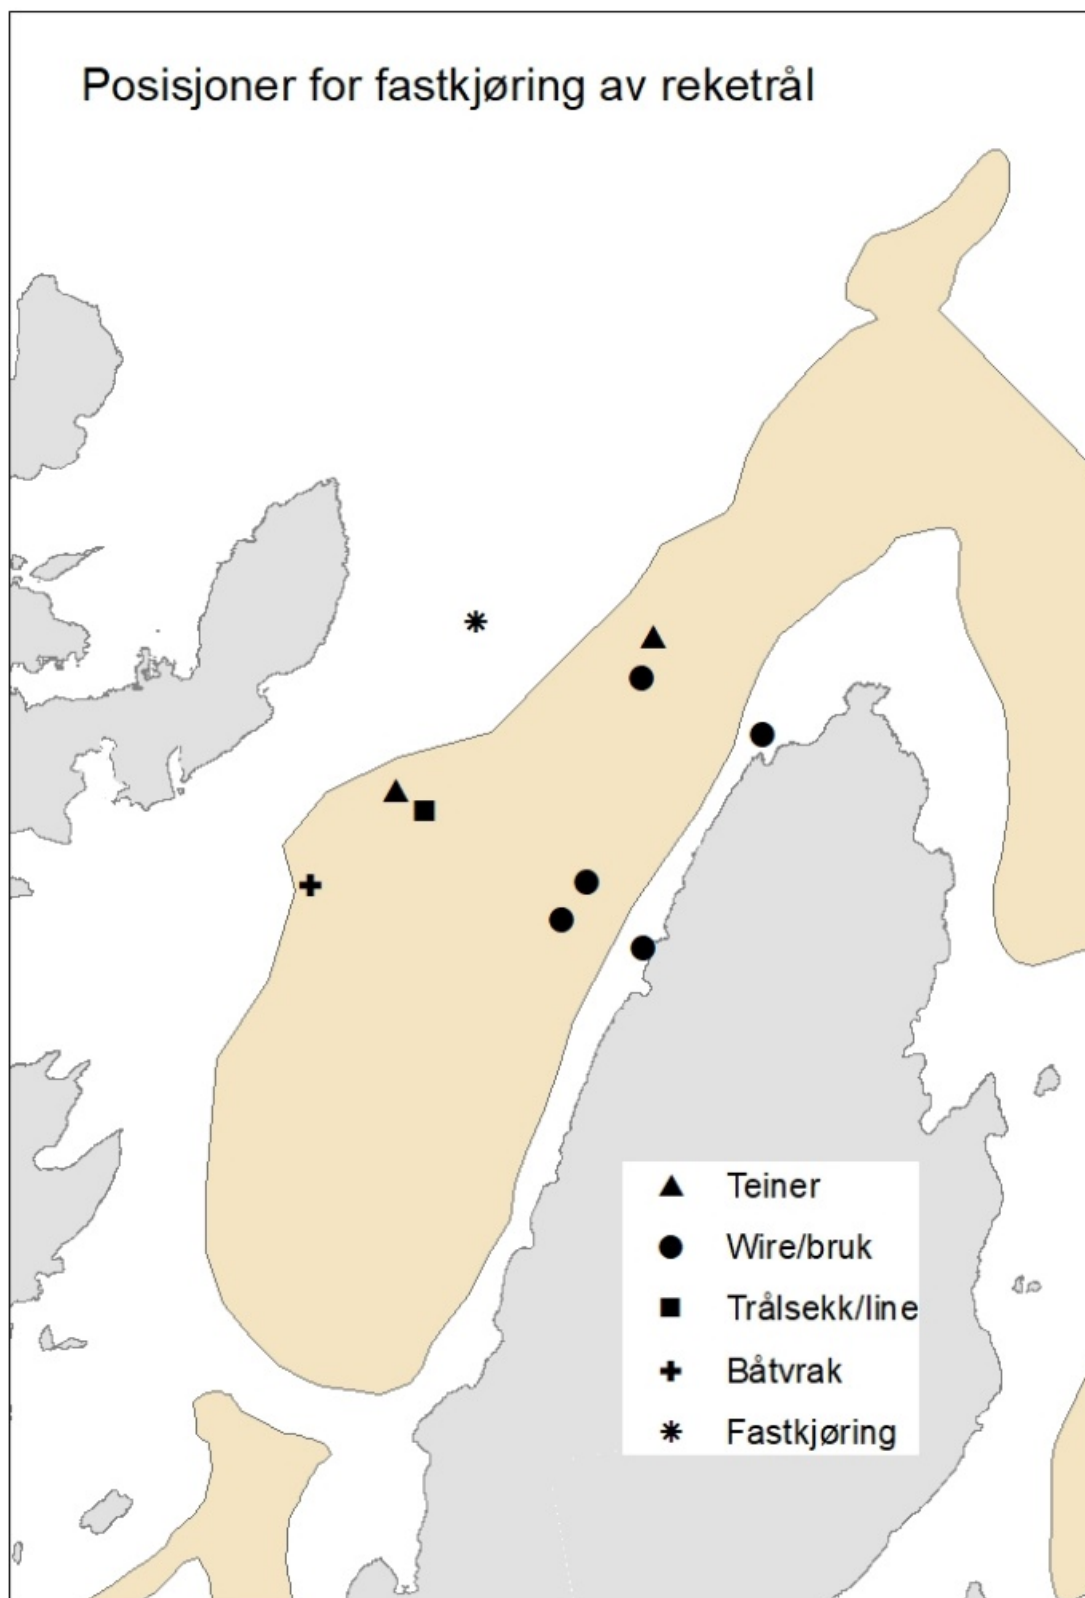 Posisjoner for fastkjøring av reketrål
Teiner
Wire/bruk
Trålsekk/line
Båtvrak
Fastkjøring